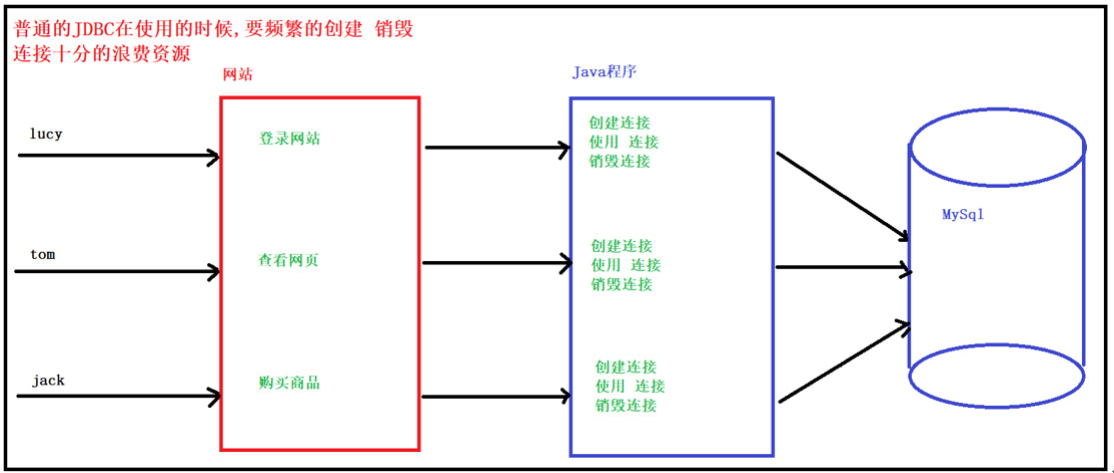 普通的JDBC在使用的时候,要频繁的创建 销毁
连接十分的浪费资源
网站
Java程序
lucy
登录网站
创建连接
使用 连接
销毁连接
MySql
tom
查看网页
创建连接
使用 连接
销毁连接
jack
购买商品
创建连接
使用 连接
销毁连接